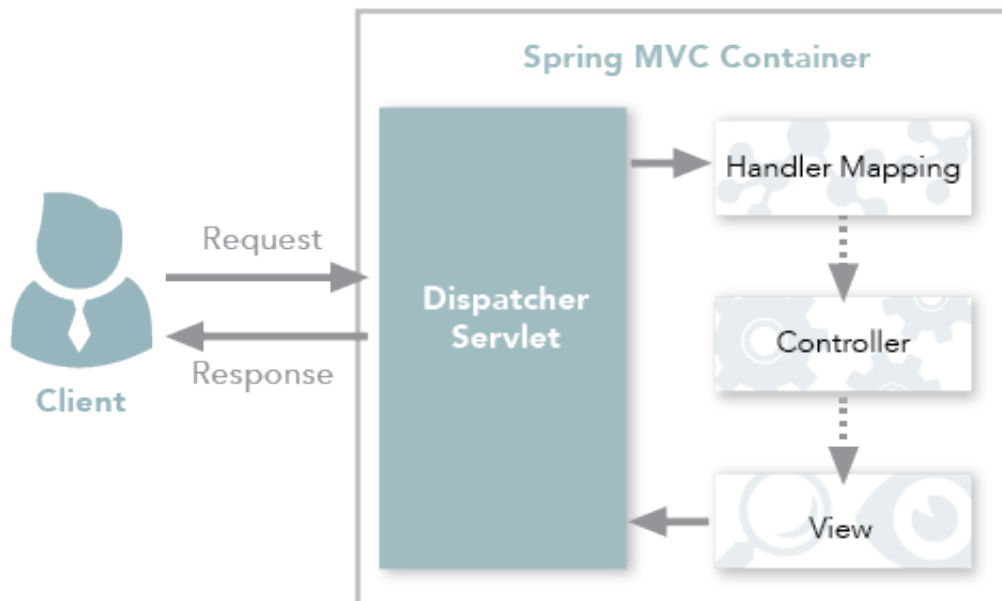 Spring MVC Container
Handler Mapping
Request
Dispatcher
Servlet
Controller
Response
Client
View